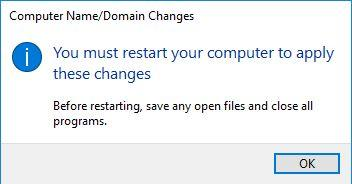 Computer Name/Domain Changes
You must restart your computer to apply
these changes
Before restarting, save any open files and close all
programs.
OK